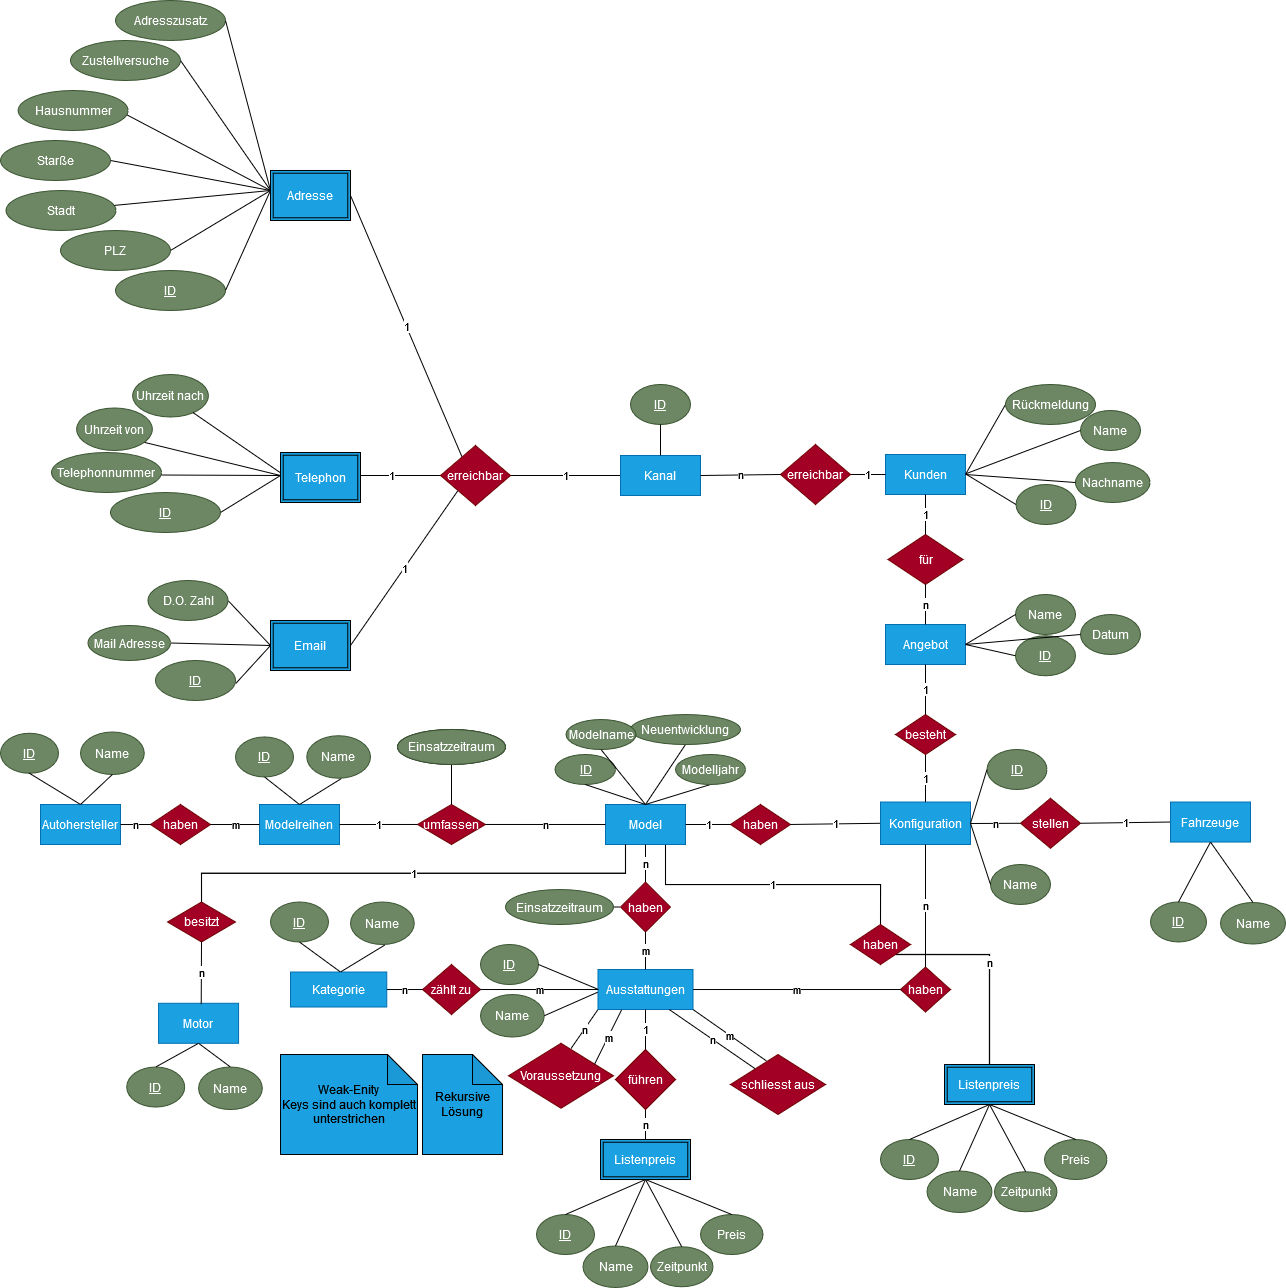 Adresszusatz
Zustellversuche
Hausnummer
Starße
Adresse
Stadt
PLZ
ID
1
Uhrzeit nach
ID
Rückmeldung
Uhrzeit von
Name
Telephonnummer
Telephon
1
erreichbar
1
Kanal
n
erreichbar
1
Kunden
Nachname
ID
ID
1
für
1
D.O. Zahl
n
Name
Mail Adresse
Email
Angebot
Datum
ID
ID
1
Modelname
Neuentwicklung
besteht
ID
Name
ID
Name
Einsatzzeitraum
ID
Modelljahr
ID
1
Autohersteller
n
haben
m
Modelreihen
1
umfassen
n
Model
1
haben
1
Konfiguration
n
stellen
1
Fahrzeuge
1
n
1
Name
Einsatzzeitraum
haben
n
besitzt
ID
Name
ID
Name
haben
m
n
ID
n
Kategorie
n
zählt zu
m
Ausstattungen
m
haben
Name
Motor
n
m
1
n
m
Voraussetzung
führen
schliesst aus
Listenpreis
ID
Name
Weak-Enity
Keys sind auch komplett
unterstrichen
Rekursive
Lösung
n
Listenpreis
ID
Preis
Name
Zeitpunkt
ID
Preis
Name
Zeitpunkt